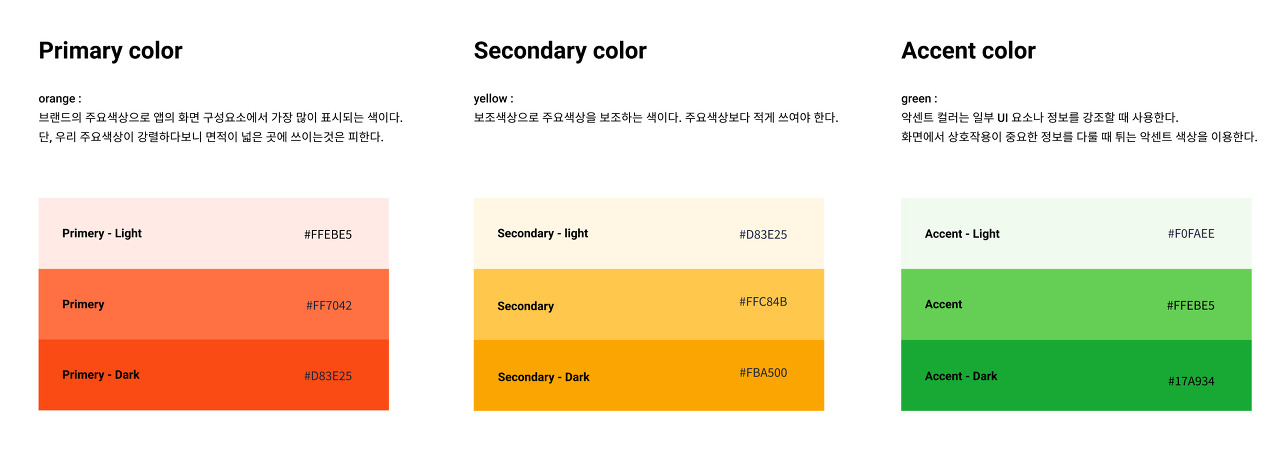 Primary color
orange :
브랜드의 주요색상으로 앱의 화면 구성요소에서 가장 많이 표시되는 색이다.
단, 우리 주요색상이 강렬하다보니 면적이 넓은 곳에 쓰이는것은 피한다.
Primery - Light #FFEBE5
Primery #FF7042
Primery - Dark #D83E25
Secondary color
yellow :
보조색상으로 주요색상을 보조하는 색이다. 주요색상보다 적게 쓰여야 한다.
Secondary - light #D83E25
Secondary #FFC84B
Secondary - Dark #FBA500
Accent color
green :
악센트 컬러는 일부 UI 요소나 정보를 강조할 때 사용한다.
화면에서 상호작용이 중요한 정보를 다룰 때 튀는 악센트 색상을 이용한다.
Accent - Light #F0FAEE
Accent #FFEBE5
Accent - Dark #17A934